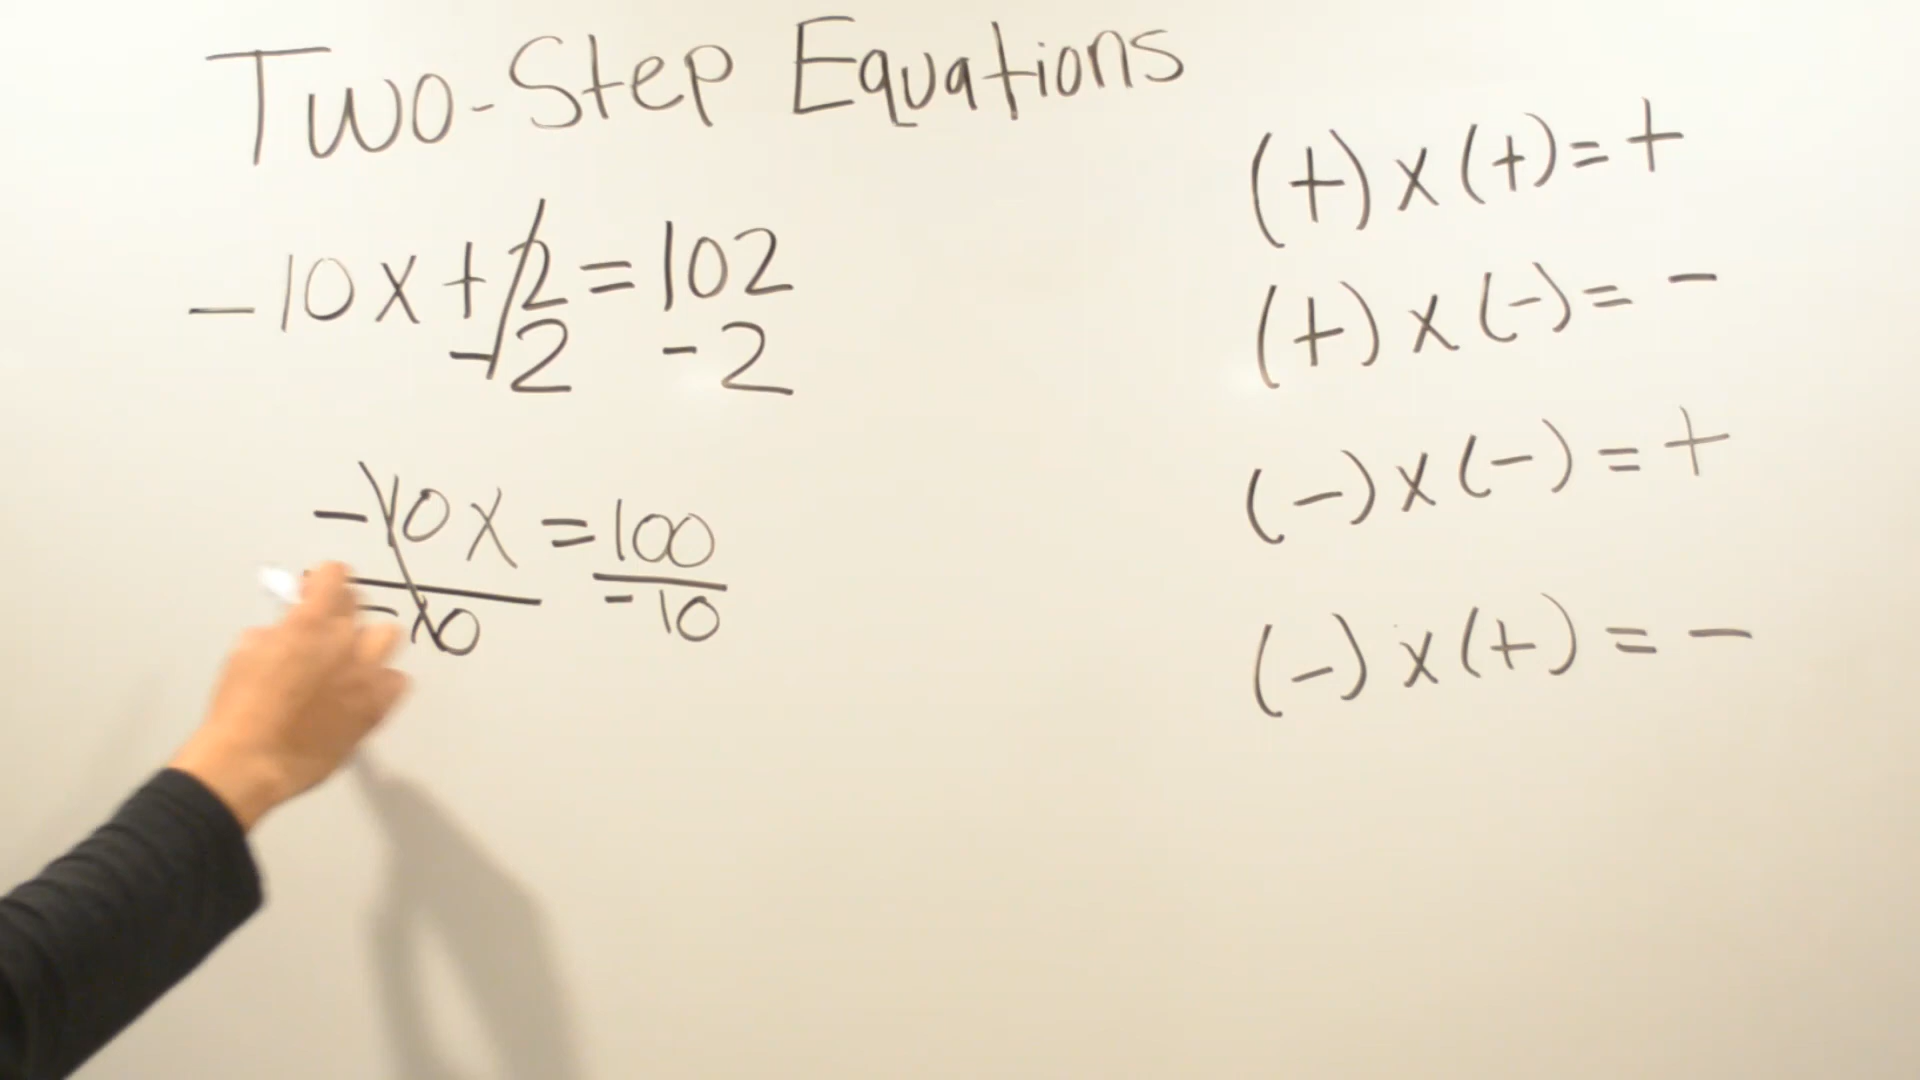 Two-Step Equations
-10x+2=102
-2 -2
-10x=100
-10 -10
(+)x(+)=+
(+)x(-)=-
(-)x(-)=+
(-)x(+)=-